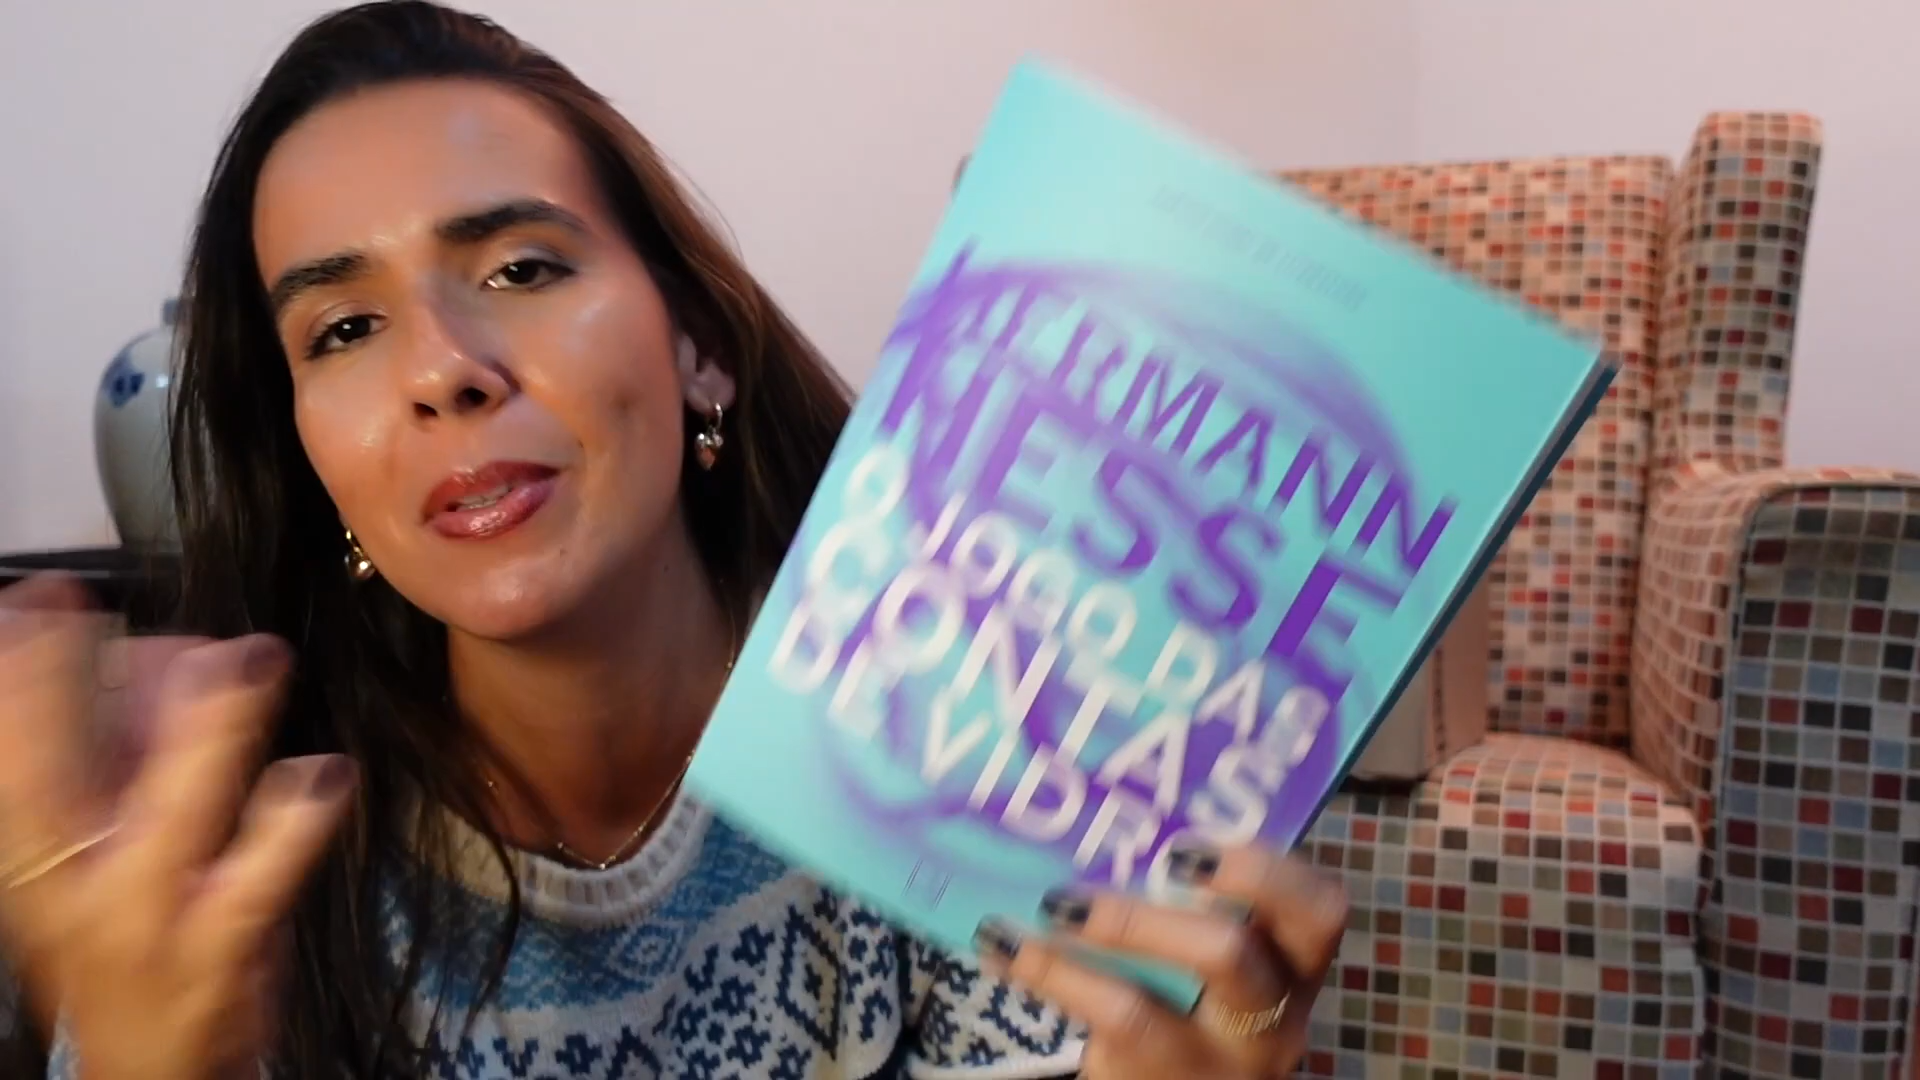 HERMANN
HESSE
O JOGO DAS
CONTAS
DE VIDRO